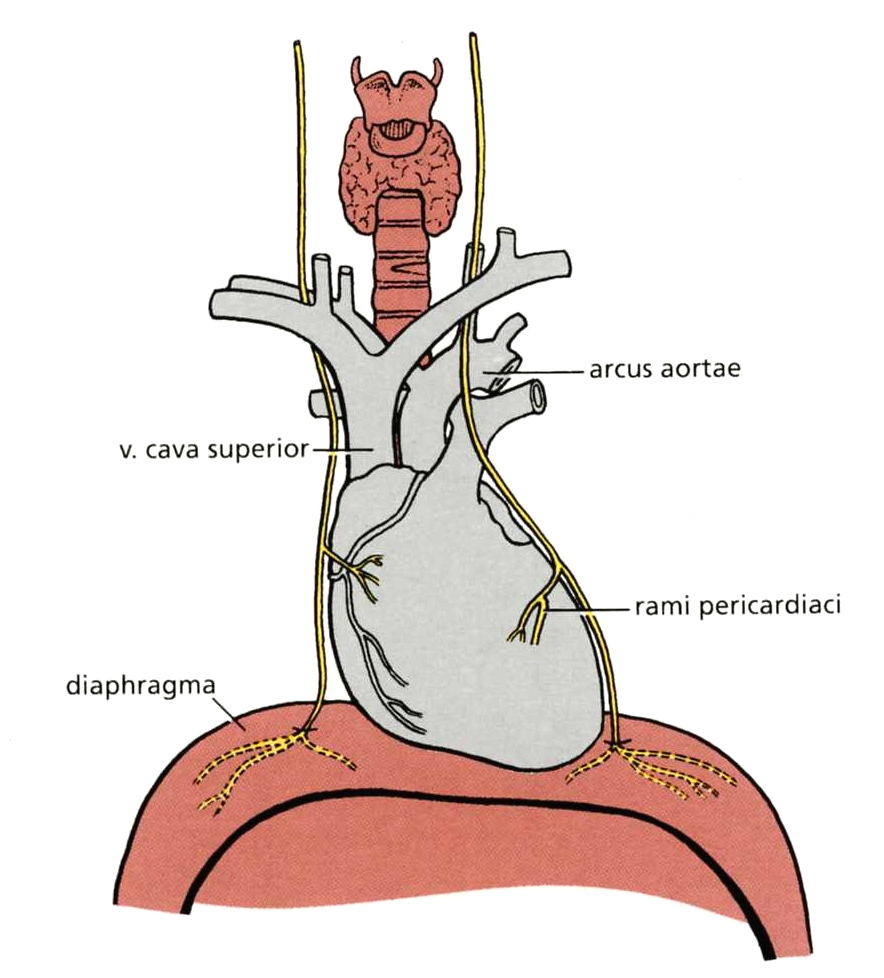 arcus aortae
v. cava superior
rami pericardiaci
diaphragma